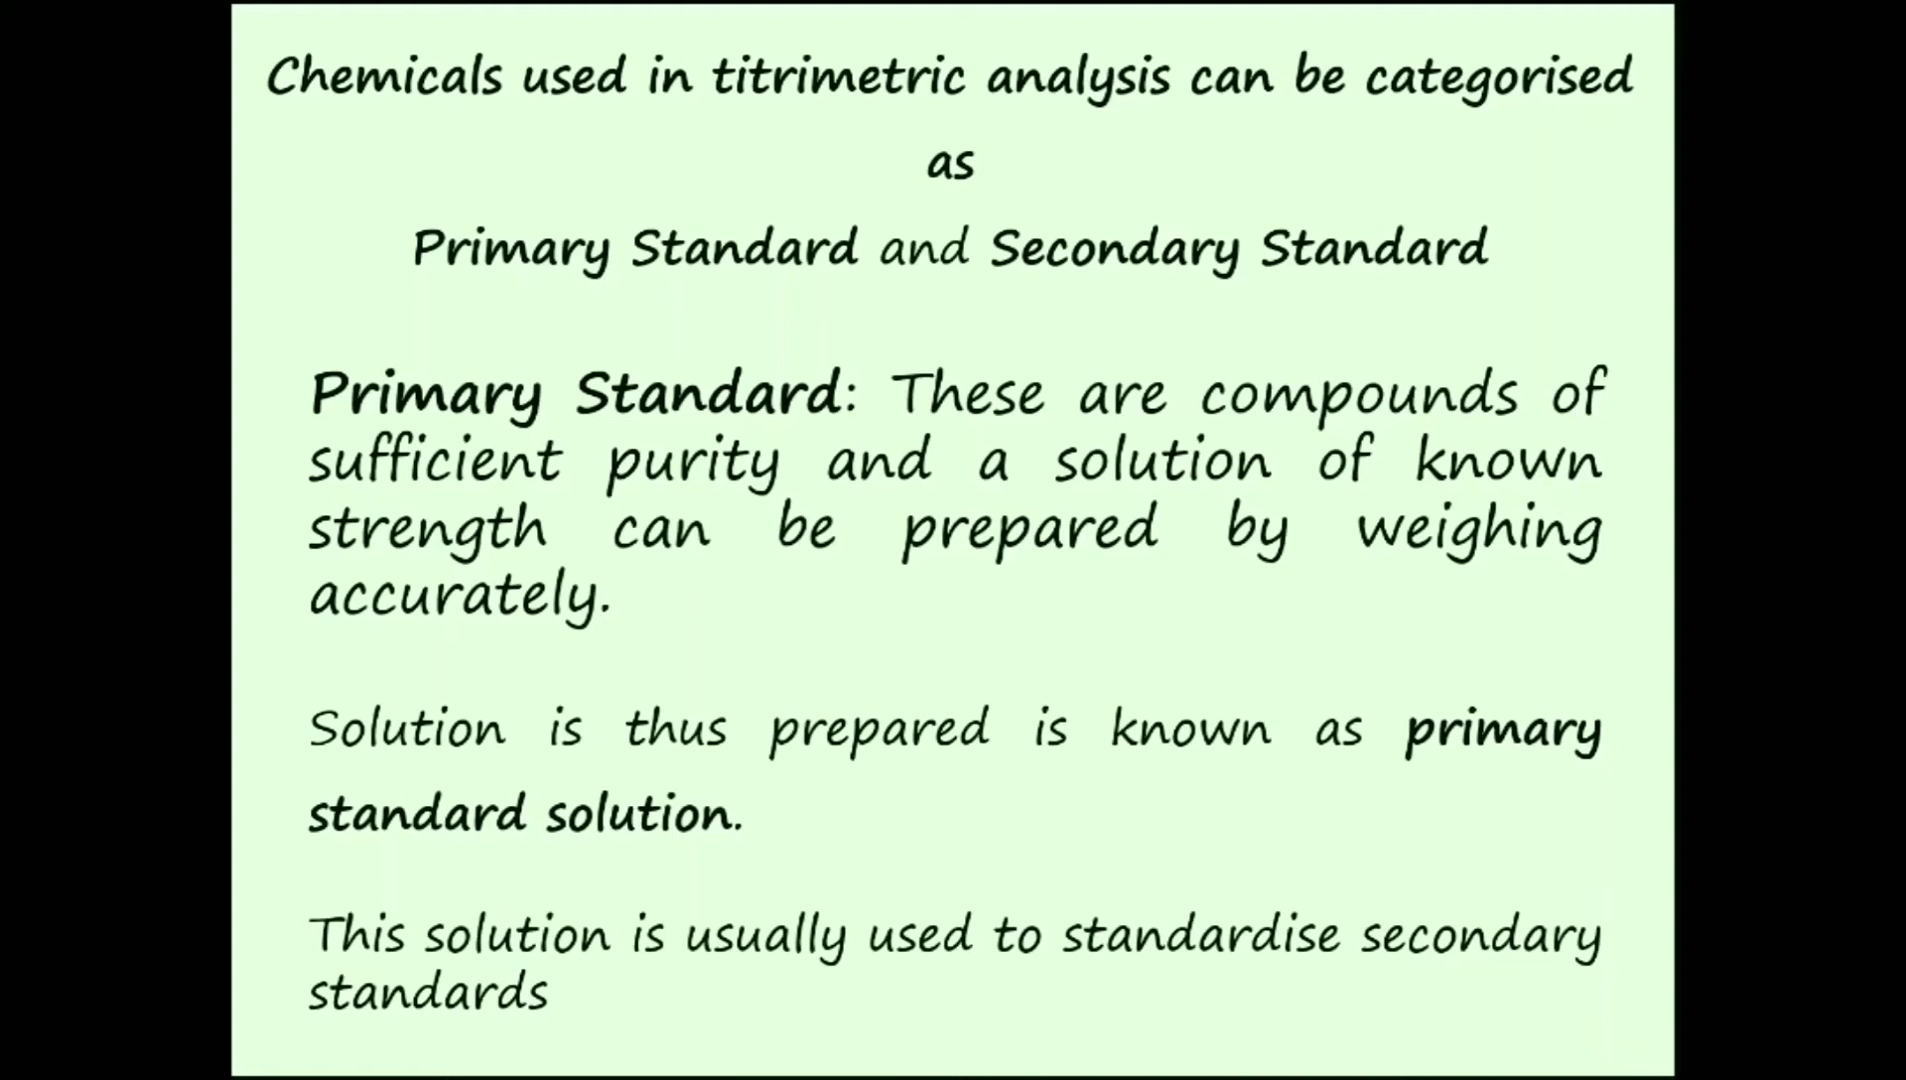 Chemicals used in titrimetric analysis can be categorised
as
Primary Standard and Secondary Standard
Primary Standard: These are compounds of
sufficient purity and a solution of known
strength can be prepared by weighing
accurately.
Solution is thus prepared is known as primary
standard solution.
This solution is usually used to standardise secondary
standards